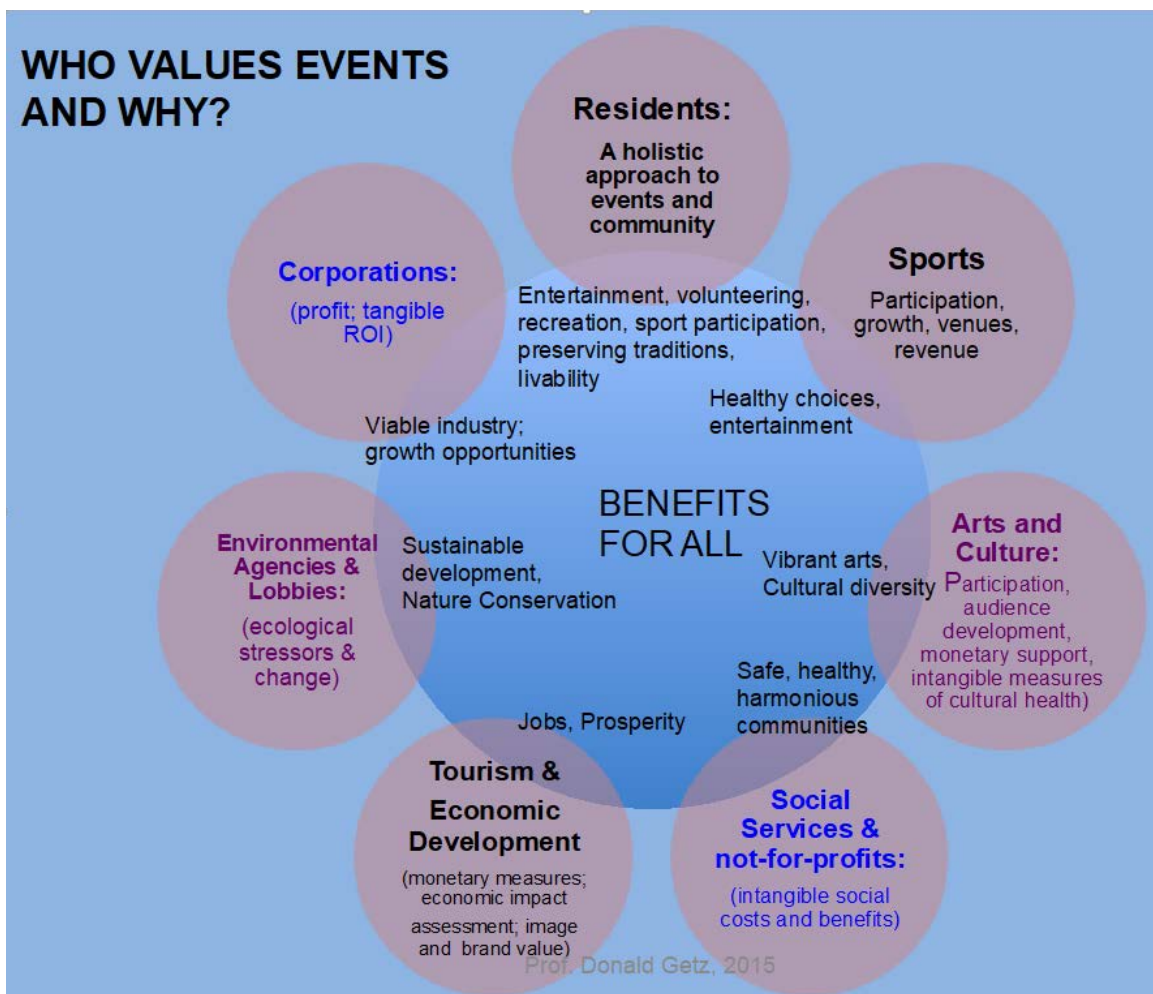 WHO VALUES EVENTS
AND WHY?
Residents:
A holistic
approach to
events and
community
Entertainment, volunteering,
recreation, sport participation,
preserving traditions,
livability
Sports
Participation,
growth, venues,
revenue
Healthy choices,
entertainment
Corporations:
(profit; tangible
ROI)
Viable industry;
growth opportunities
BENEFITS
FOR ALL
Environmental
Agencies &
Lobbies:
(ecological
stressors &
change)
Sustainable
development,
Nature Conservation
Arts and
Culture:
Participation,
audience
development,
monetary support,
intangible measures
of cultural health)
Vibrant arts,
Cultural diversity
Safe, healthy,
harmonious
communities
Jobs, Prosperity
Tourism &
Economic
Development
(monetary measures;
economic impact
assessment; image
and brand value)
Social
Services &
not-for-profits:
(intangible social
costs and benefits)
Prof. Donald Getz, 2015